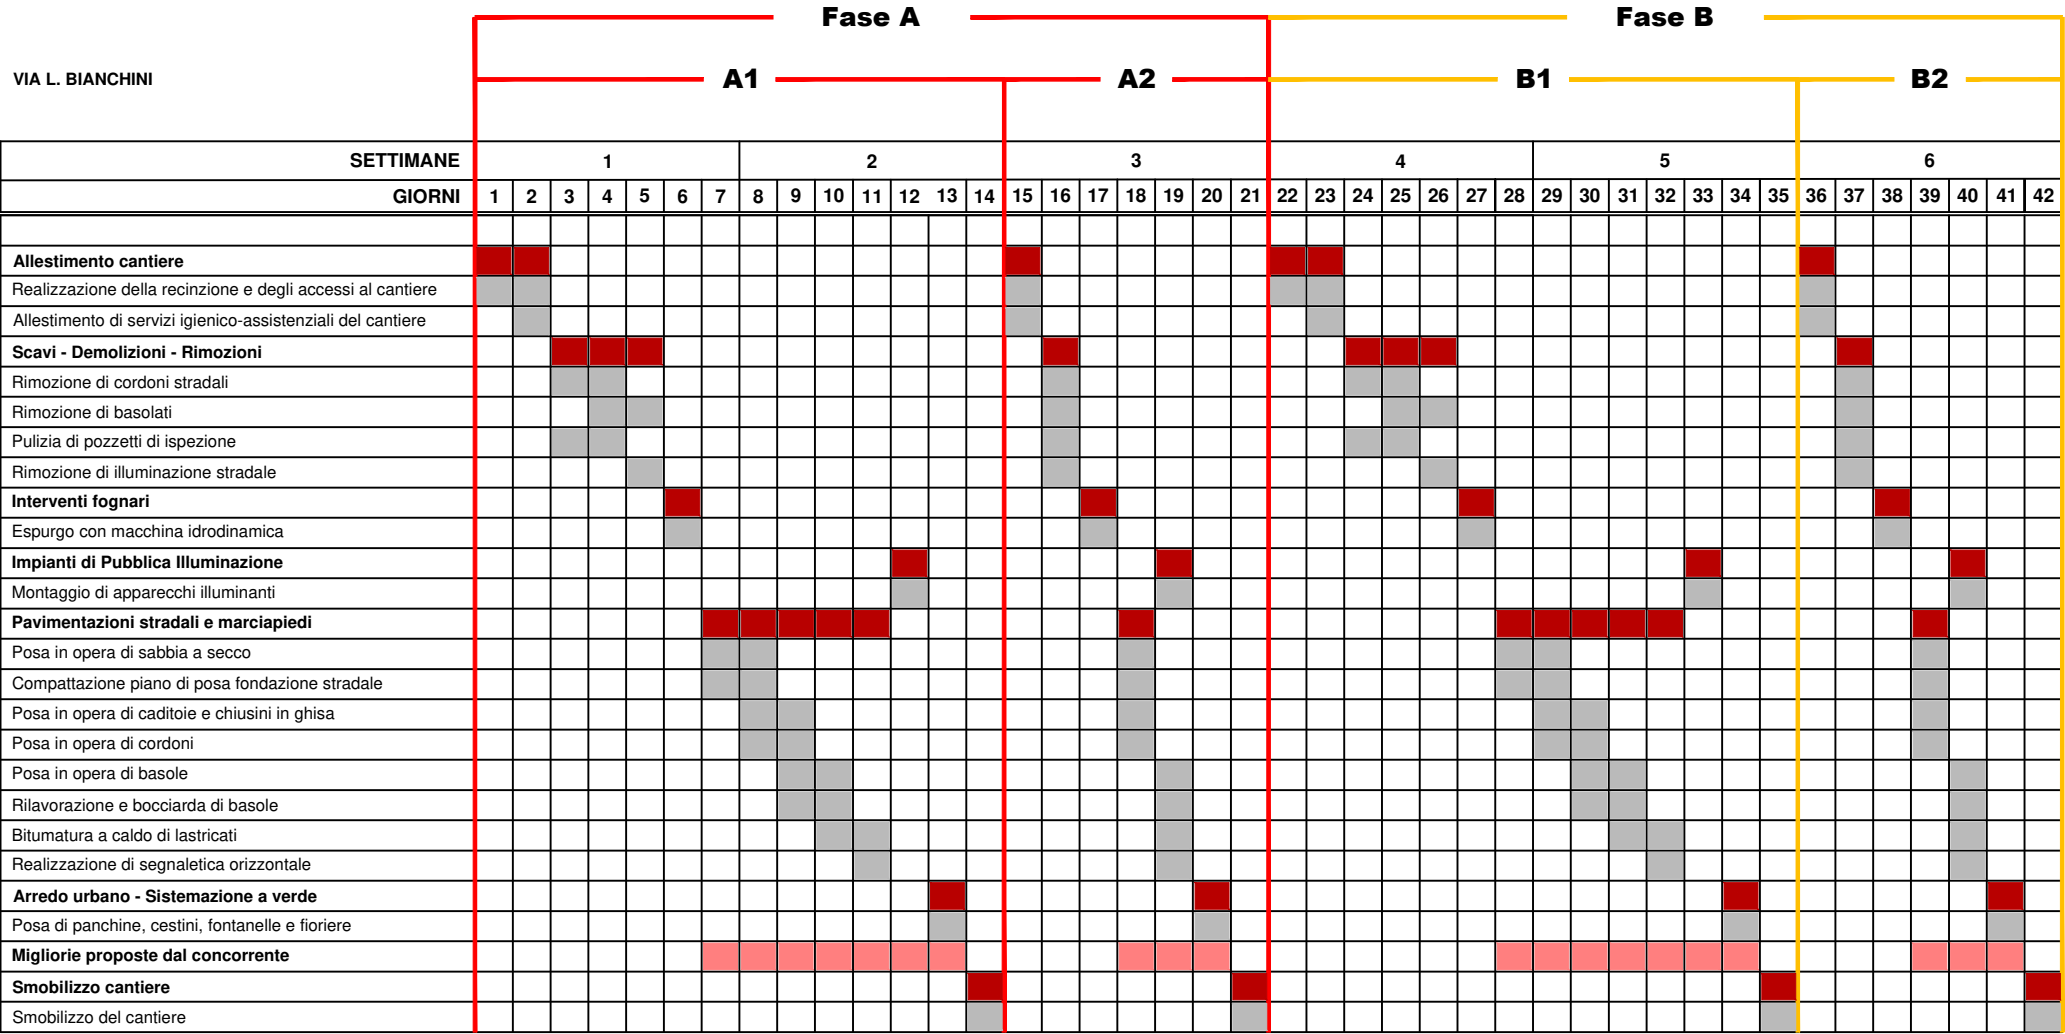 Fase A Fase B
VIA L. BIANCHINI A1 A2 B1 B2
SETTIMANE 1 2 3 4 5 6
GIORNI 1 2 3 4 5 6 7 8 9 10 11 12 13 14 15 16 17 18 19 20 21 22 23 24 25 26 27 28 29 30 31 32 33 34 35 36 37 38 39 40 41 42
Allestimento cantiere
Realizzazione della recinzione e degli accessi al cantiere
Allestimento di servizi igienico-assistenziali del cantiere
Scavi - Demolizioni - Rimozioni
Rimozione di cordoni stradali
Rimozione di basolati
Pulizia di pozzetti di ispezione
Rimozione di illuminazione stradale
Interventi fognari
Espurgo con macchina idrodinamica
Impianti di Pubblica Illuminazione
Montaggio di apparecchi illuminanti
Pavimentazioni stradali e marciapiedi
Posa in opera di sabbia a secco
Compattazione piano di posa fondazione stradale
Posa in opera di caditoie e chiusini in ghisa
Posa in opera di cordoni
Posa in opera di basole
Rilavorazione e bocciarda di basole
Bitumatura a caldo di lastricati
Realizzazione di segnaletica orizzontale
Arredo urbano - Sistemazione a verde
Posa di panchine, cestini, fontanelle e fioriere
Migliorie proposte dal concorrente
Smobilizzo cantiere
Smobilizzo del cantiere